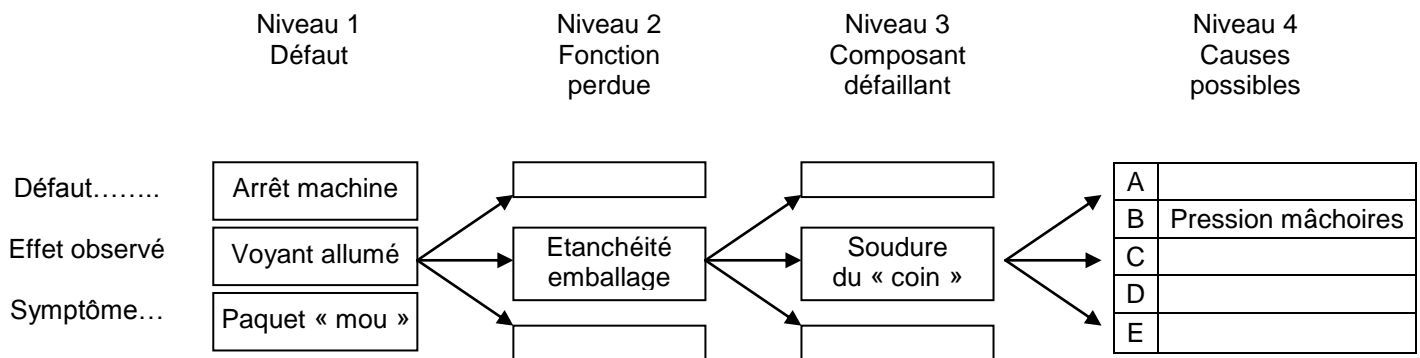 Niveau 1
Défaut
Niveau 2
Fonction
perdue
Niveau 3
Composant
défaillant
Niveau 4
Causes
possibles
Défaut……..
Arrêt machine
A
B
Pression mâchoires
Effet observé
Voyant allumé
Etanchéité
emballage
Soudure
du « coin »
C
D
Symptôme…
Paquet « mou »
E